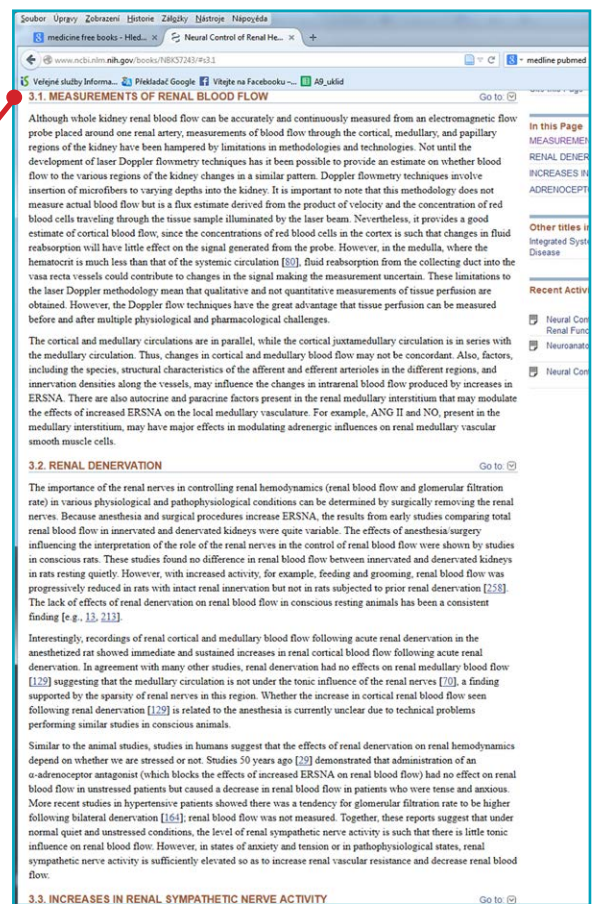 Soubor Úpravy Zobrazení Historie Záložky Nástroje Nápověda
medicine free books - Hled... × Neural Control of Renal He... × +
www.ncbi.nlm.nih.gov/books/NBK57243/#s3.1
medline pubmed
Veřejné služby Informa... Překladač Google Vítejte na Facebooku –... A9_uklid
3.1. MEASUREMENTS OF RENAL BLOOD FLOW Go to:
Although whole kidney renal blood flow can be accurately and continuously measured from an electromagnetic flow
probe placed around one renal artery, measurements of blood flow through the cortical, medullary, and papillary
regions of the kidney have been hampered by limitations in methodologies and technologies. Not until the
development of laser Doppler flowmetry techniques has it been possible to provide an estimate on whether blood
flow to the various regions of the kidney changes in a similar pattern. Doppler flowmetry techniques involve
insertion of microfibers to varying depths into the kidney. It is important to note that this methodology does not
measure actual blood flow but is a flux estimate derived from the product of velocity and the concentration of red
blood cells traveling through the tissue sample illuminated by the laser beam. Nevertheless, it provides a good
estimate of cortical blood flow, since the concentrations of red blood cells in the cortex is such that changes in fluid
reabsorption will have little effect on the signal generated from the probe. However, in the medulla, where the
hematocrit is much less than that of the systemic circulation [80], fluid reabsorption from the collecting duct into the
vasa recta vessels could contribute to changes in the signal making the measurement uncertain. These limitations to
the laser Doppler methodology mean that qualitative and not quantitative measurements of tissue perfusion are
obtained. However, the Doppler flow techniques have the great advantage that tissue perfusion can be measured
before and after multiple physiological and pharmacological challenges.
The cortical and medullary circulations are in parallel, while the cortical juxtamedullary circulation is in series with
the medullary circulation. Thus, changes in cortical and medullary blood flow may not be concordant. Also, factors,
including the species, structural characteristics of the afferent and efferent arterioles in the different regions, and
innervation densities along the vessels, may influence the changes in intrarenal blood flow produced by increases in
ERSNA. There are also autocrine and paracrine factors present in the renal medullary interstitium that may modulate
the effects of increased ERSNA on the local medullary vasculature. For example, ANG II and NO, present in the
medullary interstitium, may have major effects in modulating adrenergic influences on renal medullary vascular
smooth muscle cells.
3.2. RENAL DENERVATION Go to:
The importance of the renal nerves in controlling renal hemodynamics (renal blood flow and glomerular filtration
rate) in various physiological and pathophysiological conditions can be determined by surgically removing the renal
nerves. Because anesthesia and surgical procedures increase ERSNA, the results from early studies comparing total
renal blood flow in innervated and denervated kidneys were quite variable. The effects of anesthesia/surgery
influencing the interpretation of the role of the renal nerves in the control of renal blood flow were shown by studies
in conscious rats. These studies found no difference in renal blood flow between innervated and denervated kidneys
in rats resting quietly. However, with increased activity, for example, feeding and grooming, renal blood flow was
progressively reduced in rats with intact renal innervation but not in rats subjected to prior renal denervation [258].
The lack of effects of renal denervation on renal blood flow in conscious resting animals has been a consistent
finding [e.g., 13, 213].
Interestingly, recordings of renal cortical and medullary blood flow following acute renal denervation in the
anesthetized rat showed immediate and sustained increases in renal cortical blood flow following acute renal
denervation. In agreement with many other studies, renal denervation had no effects on renal medullary blood flow
[129] suggesting that the medullary circulation is not under the tonic influence of the renal nerves [70], a finding
supported by the sparsity of renal nerves in this region. Whether the increase in cortical renal blood flow seen
following renal denervation [129] is related to the anesthesia is currently unclear due to technical problems
performing similar studies in conscious animals.
Similar to the animal studies, studies in humans suggest that the effects of renal denervation on renal hemodynamics
depend on whether we are stressed or not. Studies 50 years ago [29] demonstrated that administration of an
α-adrenoceptor antagonist (which blocks the effects of increased ERSNA on renal blood flow) had no effect on renal
blood flow in unstressed patients but caused a decrease in renal blood flow in patients who were tense and anxious.
More recent studies in hypertensive patients showed there was a tendency for glomerular filtration rate to be higher
following bilateral denervation [164]; renal blood flow was not measured. Together, these reports suggest that under
normal quiet and unstressed conditions, the level of renal sympathetic nerve activity is such that there is little tonic
influence on renal blood flow. However, in states of anxiety and tension or in pathophysiological states, renal
sympathetic nerve activity is sufficiently elevated so as to increase renal vascular resistance and decrease renal blood
flow.
3.3. INCREASES IN RENAL SYMPATHETIC NERVE ACTIVITY Go to:
In this Page
MEASUREMEN
RENAL DENER
INCREASES IN
ADRENOCEPT
Other titles i
Integrated Syst
Disease
Recent Activi
Neural Con
Renal Func
Neuroanato
Neural Con